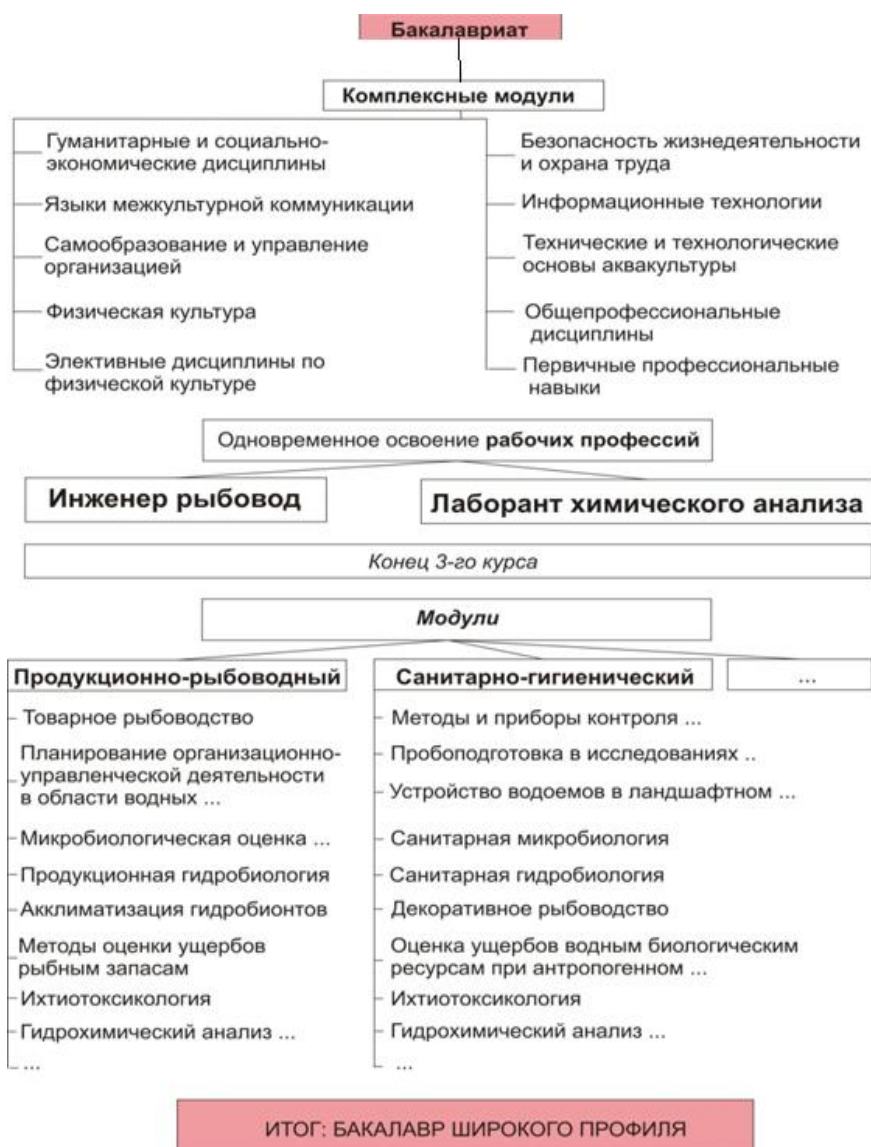 Бакалавриат
Комплексные модули
Гуманитарные и социально-
экономические дисциплины
Языки межкультурной коммуникации
Самообразование и управление
организацией
Физическая культура
Элективные дисциплины по
физической культуре
Безопасность жизнедеятельности
и охрана труда
Информационные технологии
Технические и технологические
основы аквакультуры
Общепрофессиональные
дисциплины
Первичные профессиональные
навыки
Одновременное освоение рабочих профессий
Инженер рыбовод
Лаборант химического анализа
Конец 3-го курса
Модули
Продукционно-рыбоводный
Товарное рыбоводство
Планирование организационно-
управленческой деятельности
в области водных ...
Микробиологическая оценка ...
Продукционная гидробиология
Акклиматизация гидробионтов
Методы оценки ущербов
рыбным запасам
Ихтиотоксикология
Гидрохимический анализ ...
...
Санитарно-гигиенический
Методы и приборы контроля ...
Пробоподготовка в исследованиях ..
Устройство водоемов в ландшафтном ...
Санитарная микробиология
Санитарная гидробиология
Декоративное рыбоводство
Оценка ущербов водным биологическим
ресурсам при антропогенном ...
Ихтиотоксикология
Гидрохимический анализ ...
...
...
ИТОГ: БАКАЛАВР ШИРОКОГО ПРОФИЛЯ